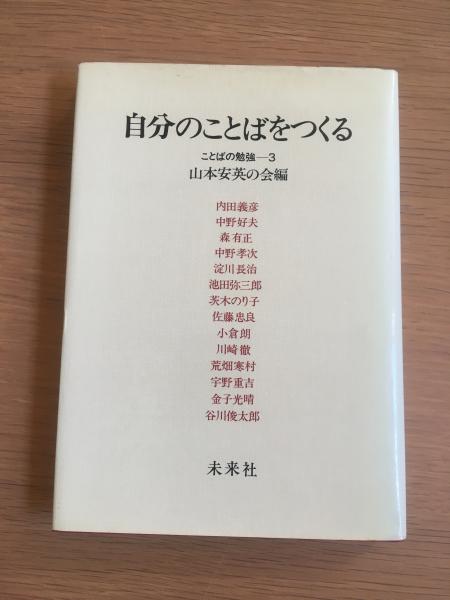 自分のことばをつくる
ことばの勉強—3
山本安英の会編
内田義彦
中野好夫
森有正
中野孝次
淀川長治
池田弥三郎
茨木のり子
佐藤忠良
小倉朗
川崎徹
荒畑寒村
宇野重吉
金子光晴
谷川俊太郎
未来社